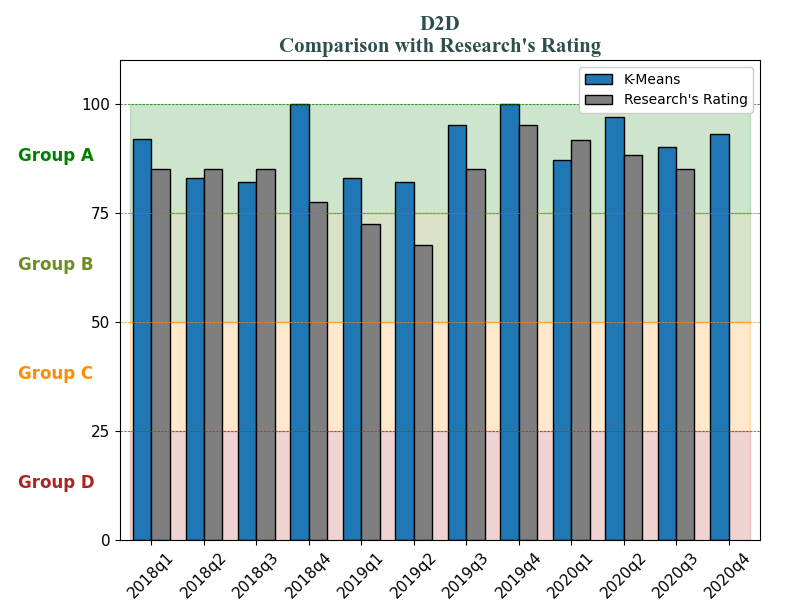 D2D
Comparison with Research's Rating
K-Means
Research's Rating
100
Group A
75
Group B
50
Group C
25
Group D
0
2018q1
2018q2
2018q3
2018q4
2019q1
2019q2
2019q3
2019q4
2020q1
2020q2
2020q3
2020q4